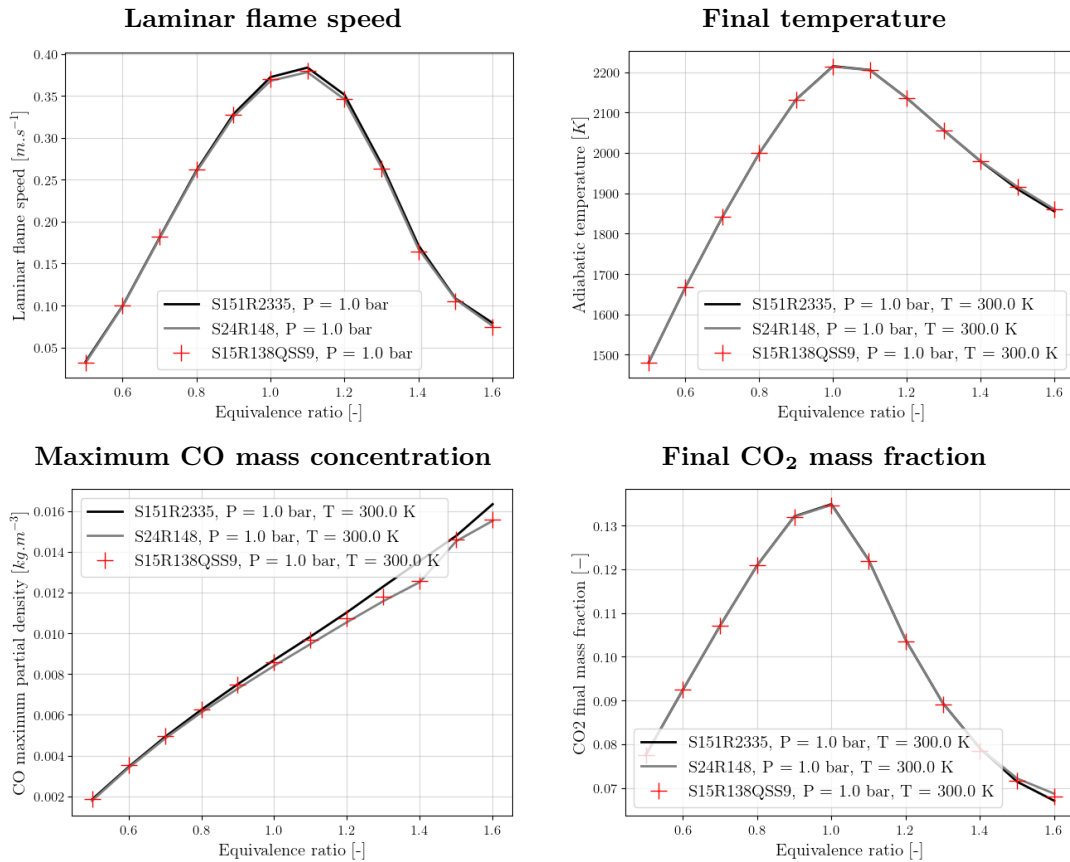 Laminar flame speed
0.40
0.35
0.30
0.25
0.20
0.15
0.10
0.05
Laminar flame speed [m.s⁻¹]
S151R2335, P = 1.0 bar
S24R148, P = 1.0 bar
S15R138QSS9, P = 1.0 bar
0.6 0.8 1.0 1.2 1.4 1.6
Equivalence ratio [-]
Final temperature
2200
2100
2000
1900
1800
1700
1600
1500
Adiabatic temperature [K]
S151R2335, P = 1.0 bar, T = 300.0 K
S24R148, P = 1.0 bar, T = 300.0 K
S15R138QSS9, P = 1.0 bar, T = 300.0 K
0.6 0.8 1.0 1.2 1.4 1.6
Equivalence ratio [-]
Maximum CO mass concentration
0.016
0.014
0.012
0.010
0.008
0.006
0.004
0.002
CO maximum partial density [kg.m⁻³]
S151R2335, P = 1.0 bar, T = 300.0 K
S24R148, P = 1.0 bar, T = 300.0 K
S15R138QSS9, P = 1.0 bar, T = 300.0 K
0.6 0.8 1.0 1.2 1.4 1.6
Equivalence ratio [-]
Final CO₂ mass fraction
0.13
0.12
0.11
0.10
0.09
0.08
0.07
CO2 final mass fraction [−]
S151R2335, P = 1.0 bar, T = 300.0 K
S24R148, P = 1.0 bar, T = 300.0 K
S15R138QSS9, P = 1.0 bar, T = 300.0 K
0.6 0.8 1.0 1.2 1.4 1.6
Equivalence ratio [-]